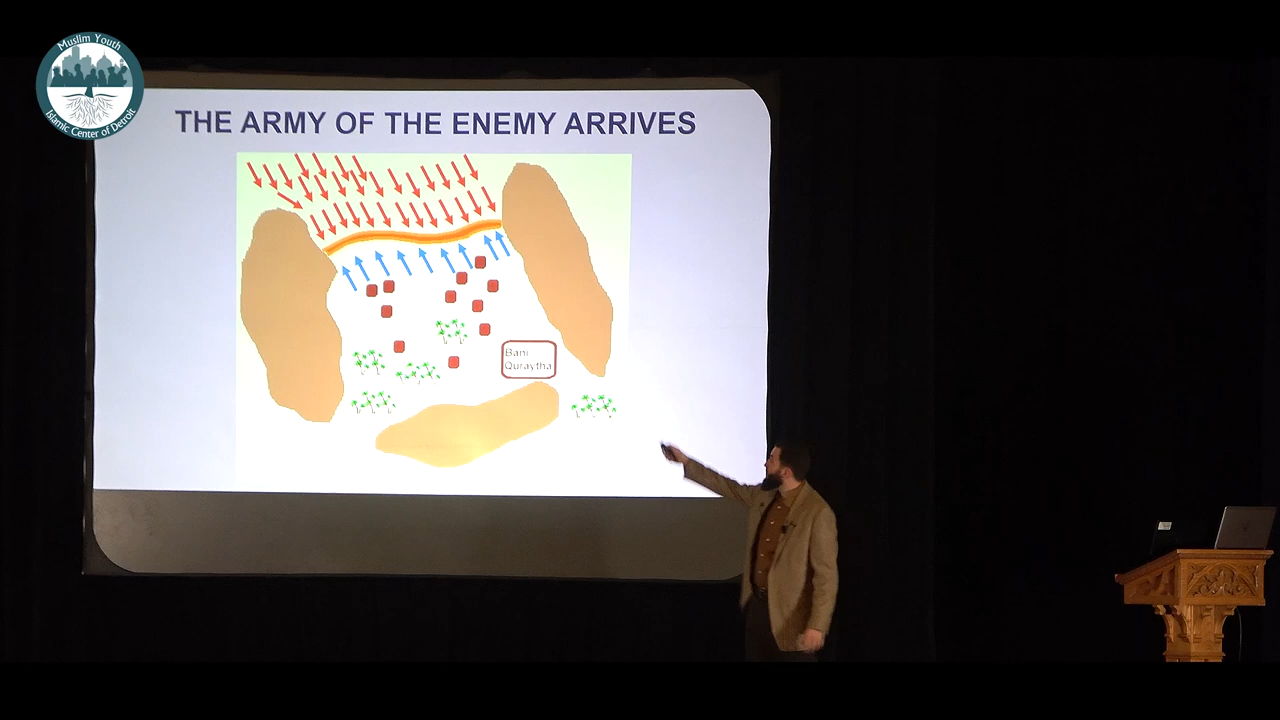 Muslim Youth
Islamic Center of Detroit
THE ARMY OF THE ENEMY ARRIVES
Bani
Quraytha